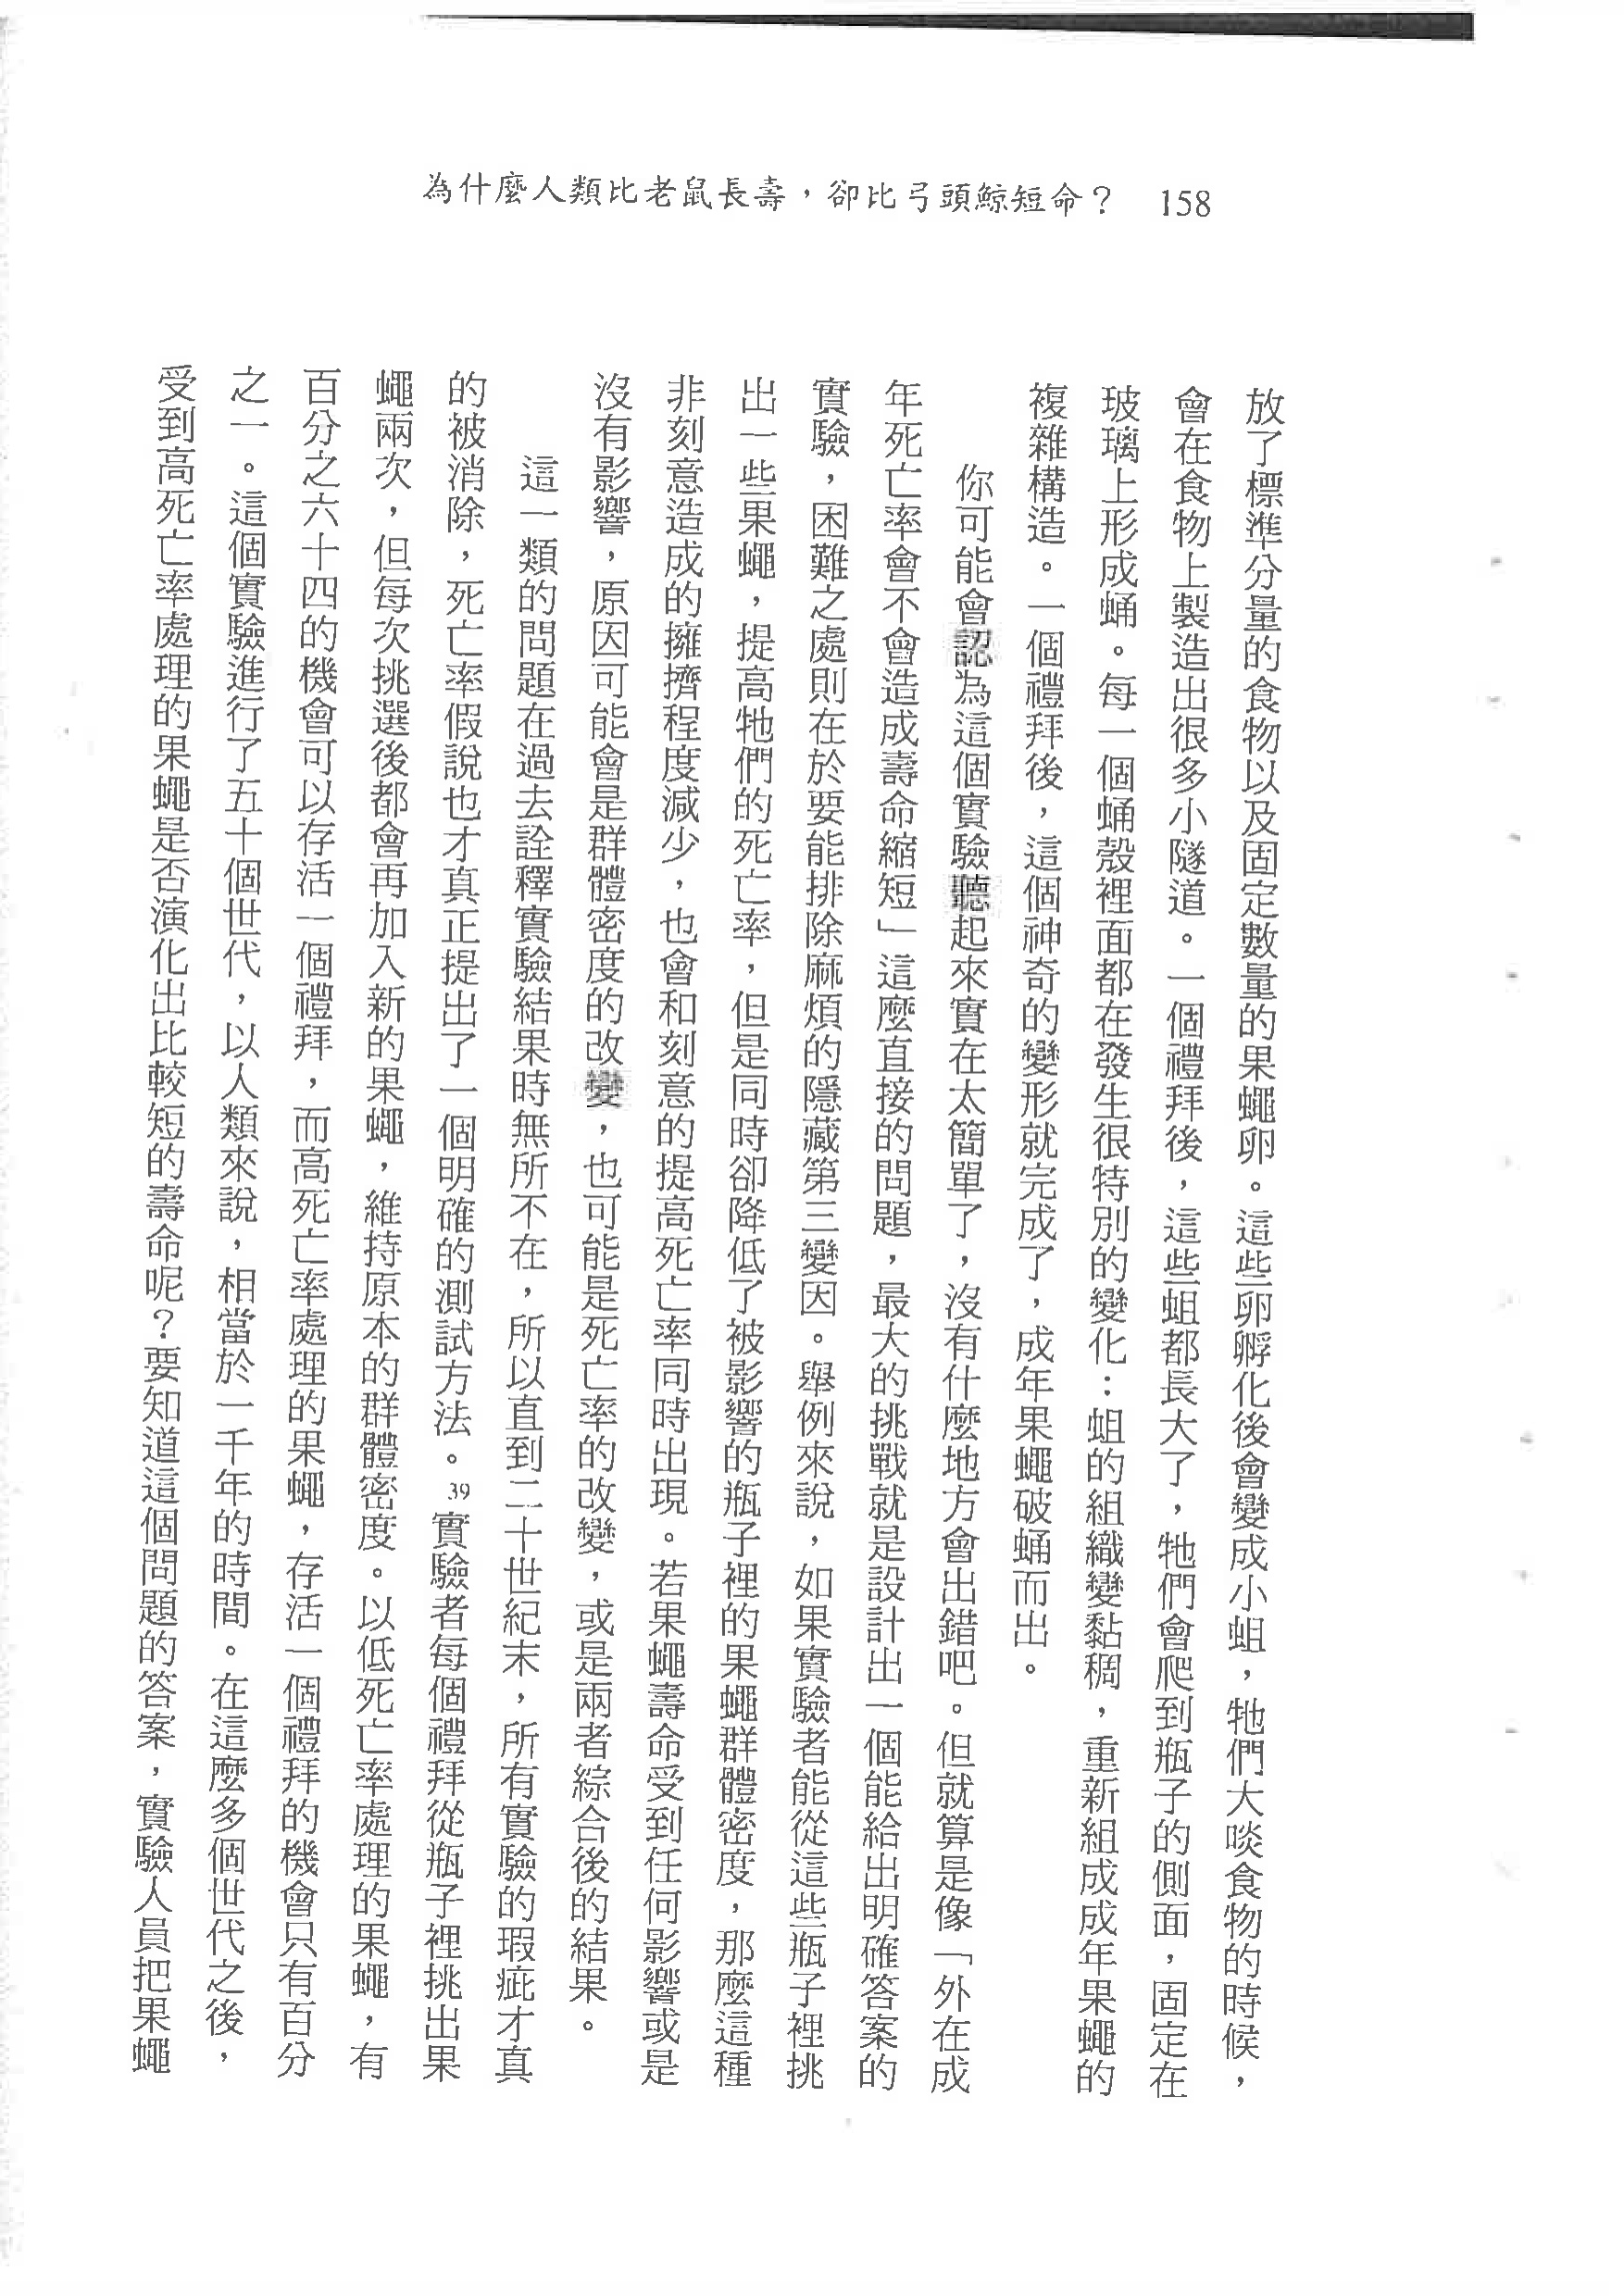 為什麼人類比老鼠長壽，卻比弓頭鯨短命？ 158
放了標準分量的食物以及固定數量的果蠅卵。這些卵孵化後會變成小蛆，牠們大啖食物的時候，
會在食物上製造出很多小隧道。一個禮拜後，這些蛆都長大了，牠們會爬到瓶子的側面，固定在
玻璃上形成蛹。每一個蛹殼裡面都在發生很特別的變化：蛆的組織變黏稠，重新組成成年果蠅的
複雜構造。一個禮拜後，這個神奇的變形就完成了，成年果蠅破蛹而出。
你可能會認為這個實驗聽起來實在太簡單了，沒有什麼地方會出錯吧。但就算是像「外在成
年死亡率會不會造成壽命縮短」這麼直接的問題，最大的挑戰就是設計出一個能給出明確答案的
實驗，困難之處則在於要能排除麻煩的隱藏第三變因。舉例來說，如果實驗者能從這些瓶子裡挑
出一些果蠅，提高牠們的死亡率，但是同時卻降低了被影響的瓶子裡的果蠅群體密度，那麼這種
非刻意造成的擁擠程度減少，也會和刻意的提高死亡率同時出現。若果蠅壽命受到任何影響或是
沒有影響，原因可能會是群體密度的改變，也可能是死亡率的改變，或是兩者綜合後的結果。
這一類的問題在過去詮釋實驗結果時無所不在，所以直到二十世紀末，所有實驗的瑕疵才真
的被消除，死亡率假說也才真正提出了一個明確的測試方法。39實驗者每個禮拜從瓶子裡挑出果
蠅兩次，但每次挑選後都會再加入新的果蠅，維持原本的群體密度。以低死亡率處理的果蠅，有
百分之六十四的機會可以存活一個禮拜，而高死亡率處理的果蠅，存活一個禮拜的機會只有百分
之一。這個實驗進行了五十個世代，以人類來說，相當於一千年的時間。在這麼多個世代之後，
受到高死亡率處理的果蠅是否演化出比較短的壽命呢？要知道這個問題的答案，實驗人員把果蠅